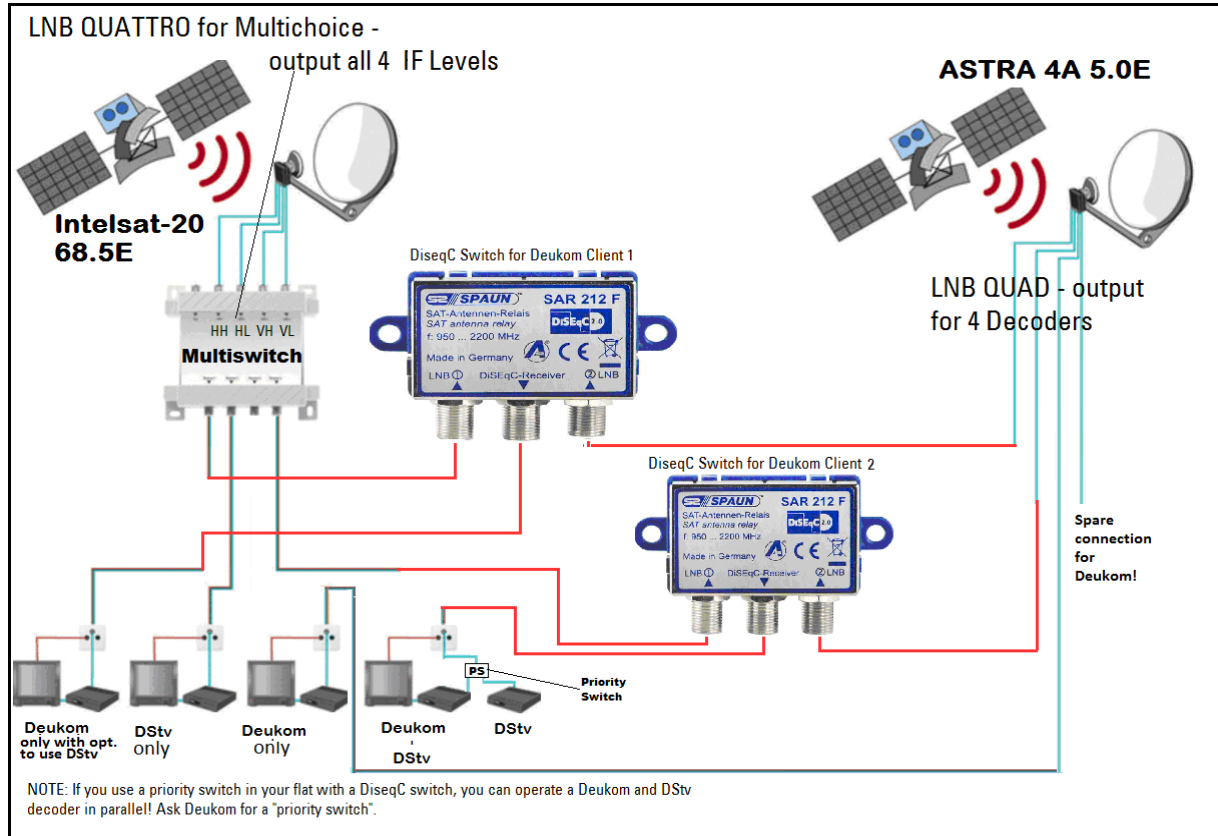 LNB QUATTRO for Multichoice -
output all 4 IF Levels
ASTRA 4A 5.0E
Intelsat-20
68.5E
DiseqC Switch for Deukom Client 1
SPAUN SAR 212 F
SAT-Antennen-Relais
SAT antenna relay
f: 950 ... 2200 MHz
DiSEqC 2.0
Made in Germany
CE
LNB ① DiSEqC-Receiver ② LNB
LNB QUAD - output
for 4 Decoders
HH HL VH VL
Multiswitch
DiseqC Switch for Deukom Client 2
SPAUN SAR 212 F
SAT-Antennen-Relais
SAT antenna relay
f: 950 ... 2200 MHz
DiSEqC 2.0
Made in Germany
CE
LNB ① DiSEqC-Receiver ② LNB
Spare
connection
for
Deukom!
PS
Priority
Switch
Deukom
only with opt.
to use DStv
DStv
only
Deukom
only
Deukom
DStv
DStv
NOTE: If you use a priority switch in your flat with a DiseqC switch, you can operate a Deukom and DStv
decoder in parallel! Ask Deukom for a "priority switch".